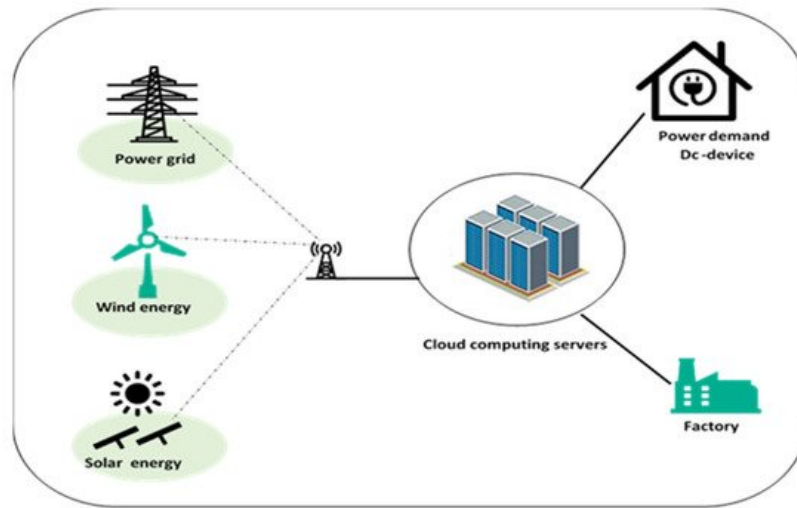 Power grid
Wind energy
Solar energy
Cloud computing servers
Power demand
Dc-device
Factory